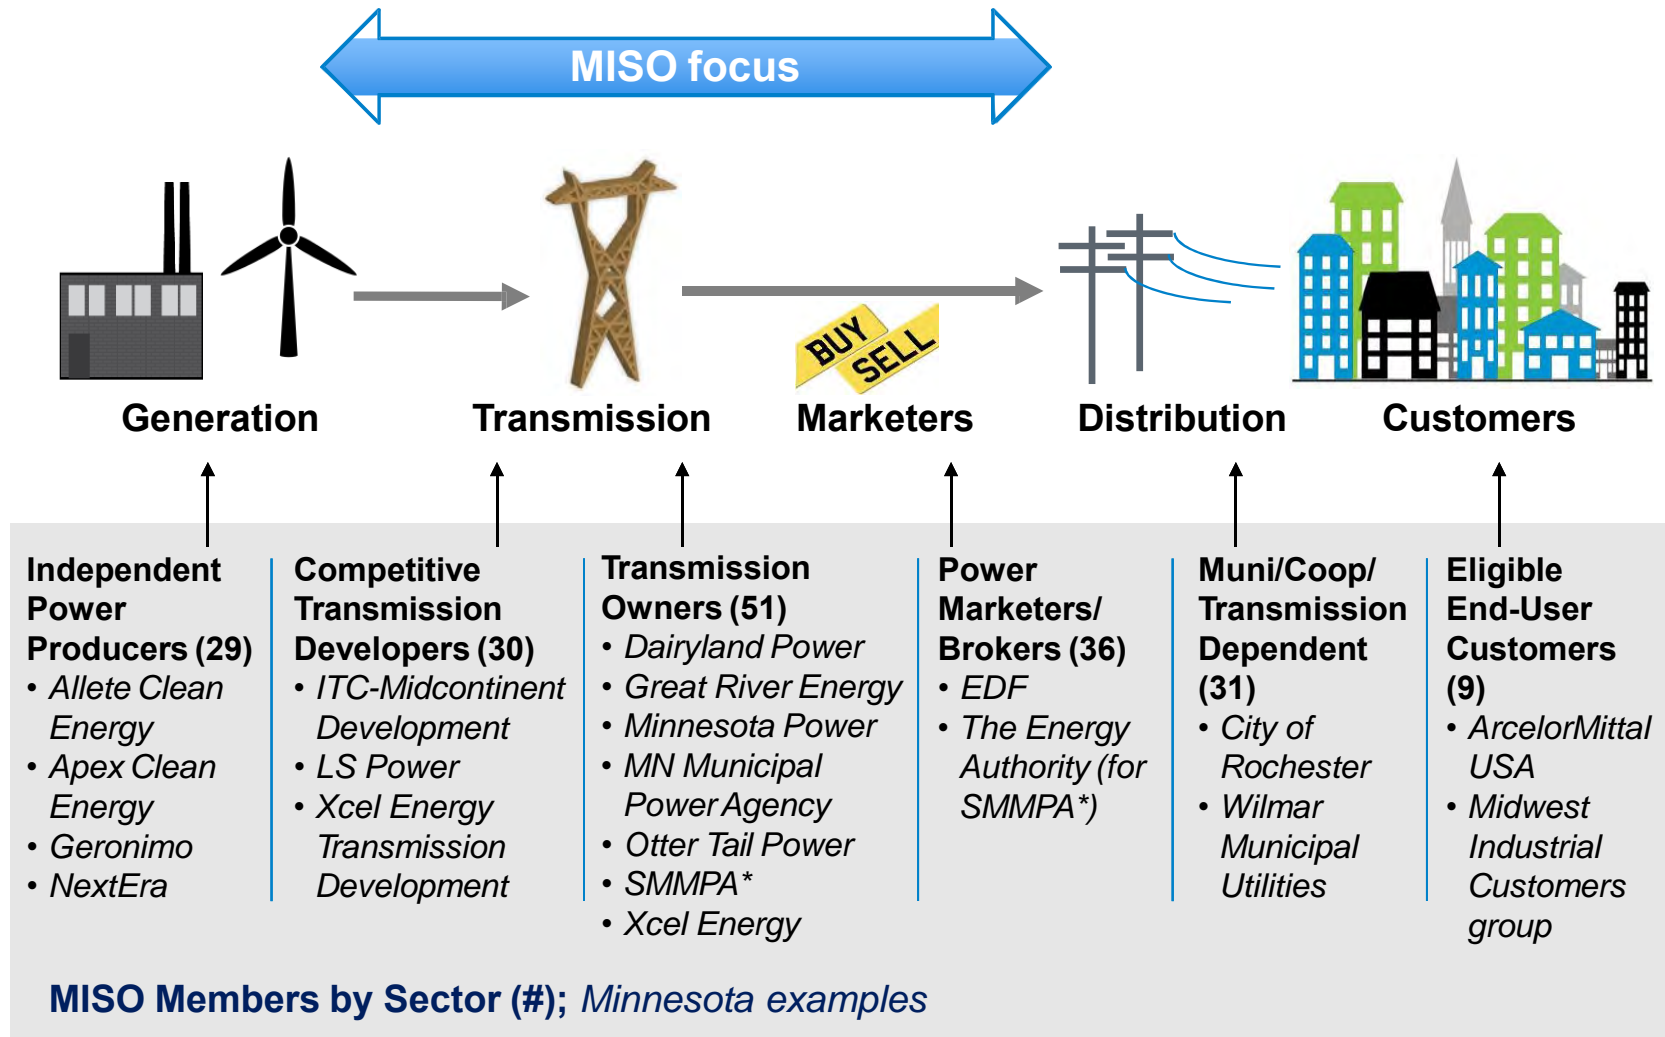 MISO focus
BUY
SELL
Generation
Transmission
Marketers
Distribution
Customers
Independent
Power
Producers (29)
• Allete Clean
Energy
• Apex Clean
Energy
• Geronimo
• NextEra
Competitive
Transmission
Developers (30)
• ITC-Midcontinent
Development
• LS Power
• Xcel Energy
Transmission
Development
Transmission
Owners (51)
• Dairyland Power
• Great River Energy
• Minnesota Power
• MN Municipal
Power Agency
• Otter Tail Power
• SMMPA*
• Xcel Energy
Power
Marketers/
Brokers (36)
• EDF
• The Energy
Authority (for
SMMPA*)
Muni/Coop/
Transmission
Dependent
(31)
• City of
Rochester
• Wilmar
Municipal
Utilities
Eligible
End-User
Customers
(9)
• ArcelorMittal
USA
• Midwest
Industrial
Customers
group
MISO Members by Sector (#); Minnesota examples